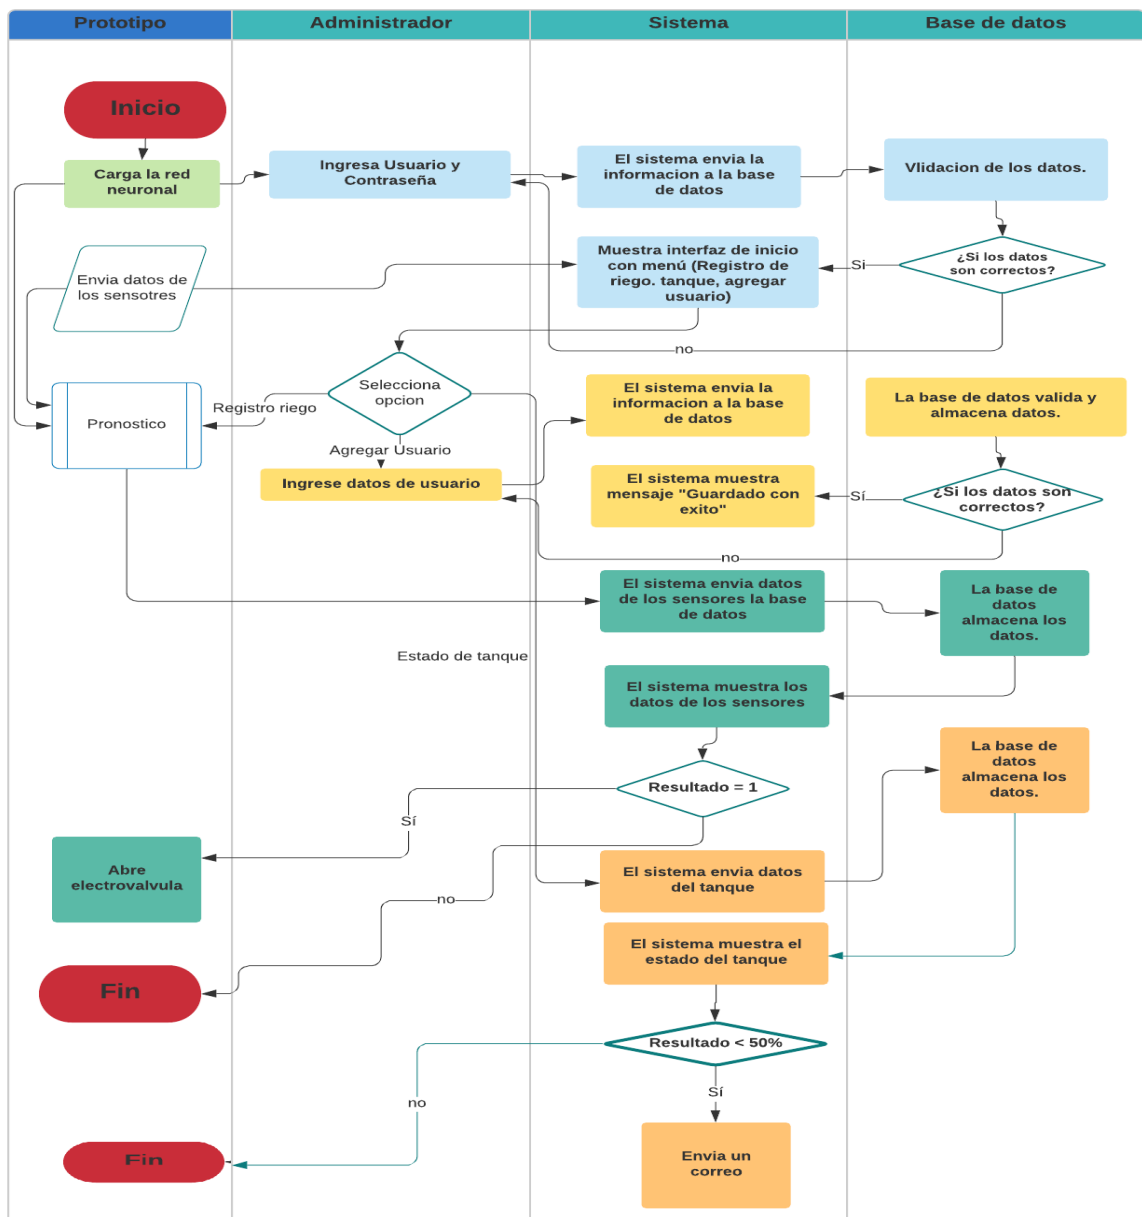 Prototipo
Administrador
Sistema
Base de datos
Inicio
Carga la red
neuronal
Ingresa Usuario y
Contraseña
El sistema envia la
informacion a la base
de datos
Vlidacion de los datos.
Envia datos de
los sensotres
Muestra interfaz de inicio
con menú (Registro de
riego. tanque, agregar
usuario)
Si
¿Si los datos
son correctos?
no
Selecciona
opcion
Registro riego
Pronostico
Agregar Usuario
Ingrese datos de usuario
El sistema envia la
informacion a la base
de datos
La base de datos valida y
almacena datos.
El sistema muestra
mensaje "Guardado con
exito"
Sí
¿Si los datos son
correctos?
no
El sistema envia datos
de los sensores la base
de datos
La base de
datos
almacena los
datos.
Estado de tanque
El sistema muestra los
datos de los sensores
La base de
datos
almacena los
datos.
Resultado = 1
Sí
Abre
electrovalvula
no
El sistema envia datos
del tanque
El sistema muestra el
estado del tanque
Fin
Resultado < 50%
Sí
no
Envia un
correo
Fin